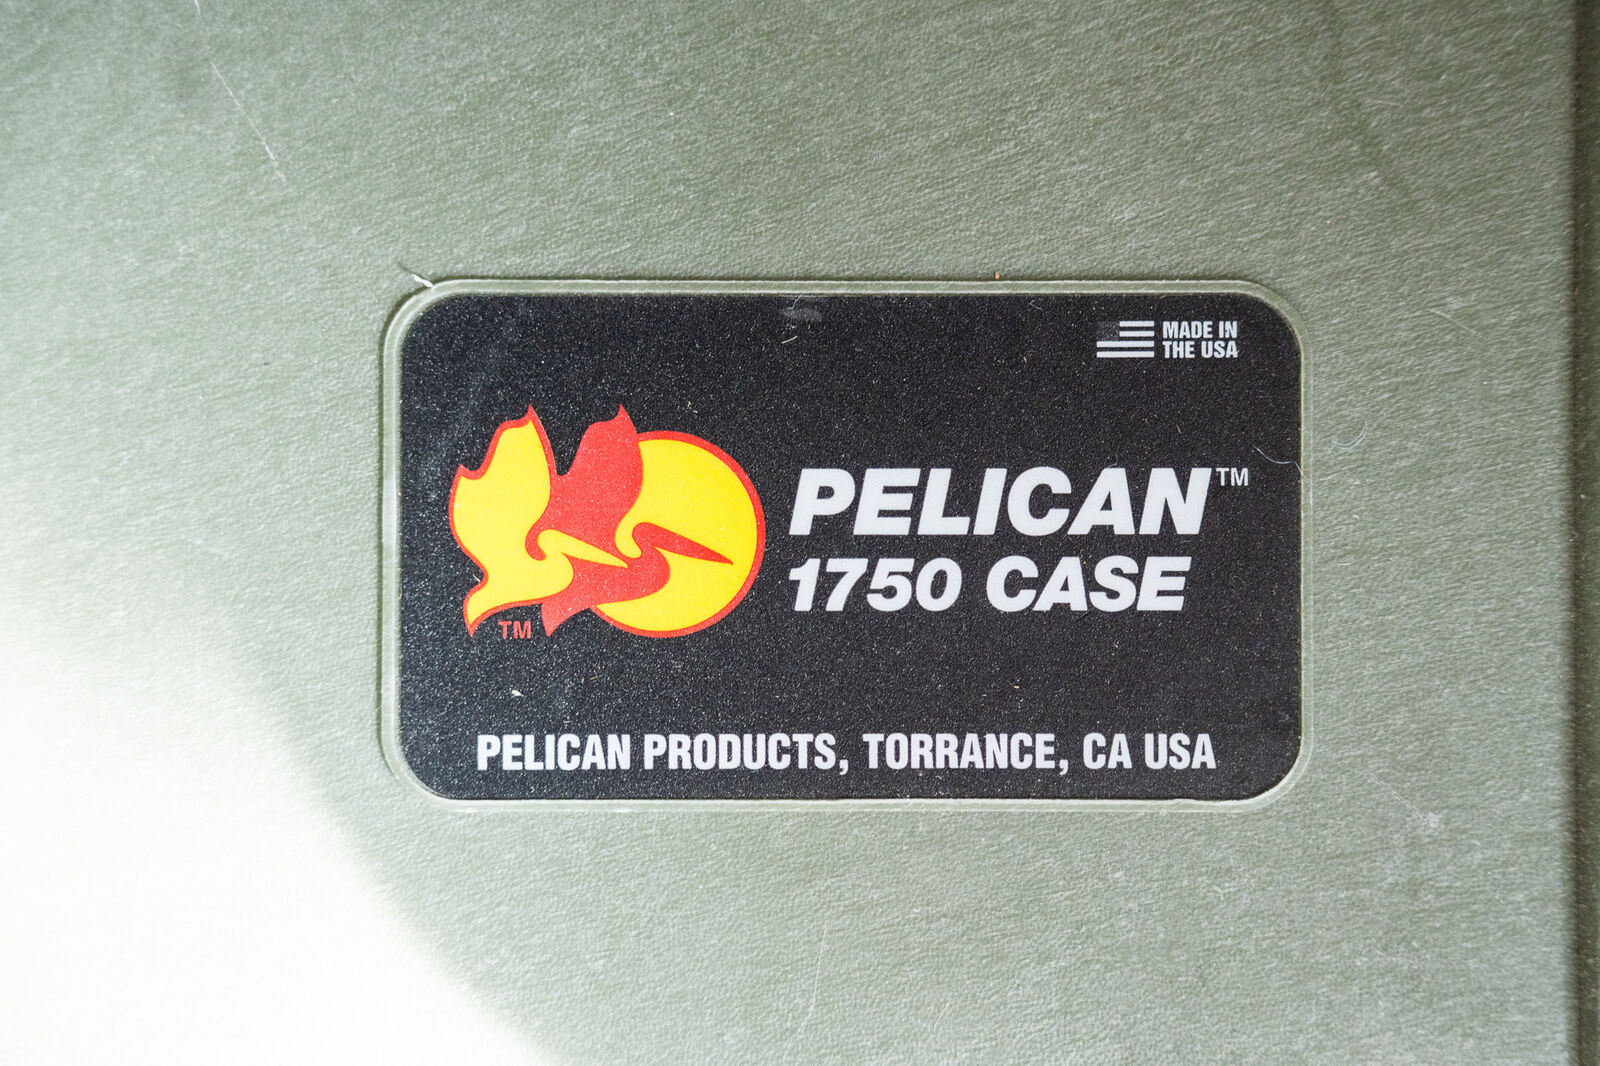 MADE IN
THE USA
PELICAN™
1750 CASE
TM
PELICAN PRODUCTS, TORRANCE, CA USA